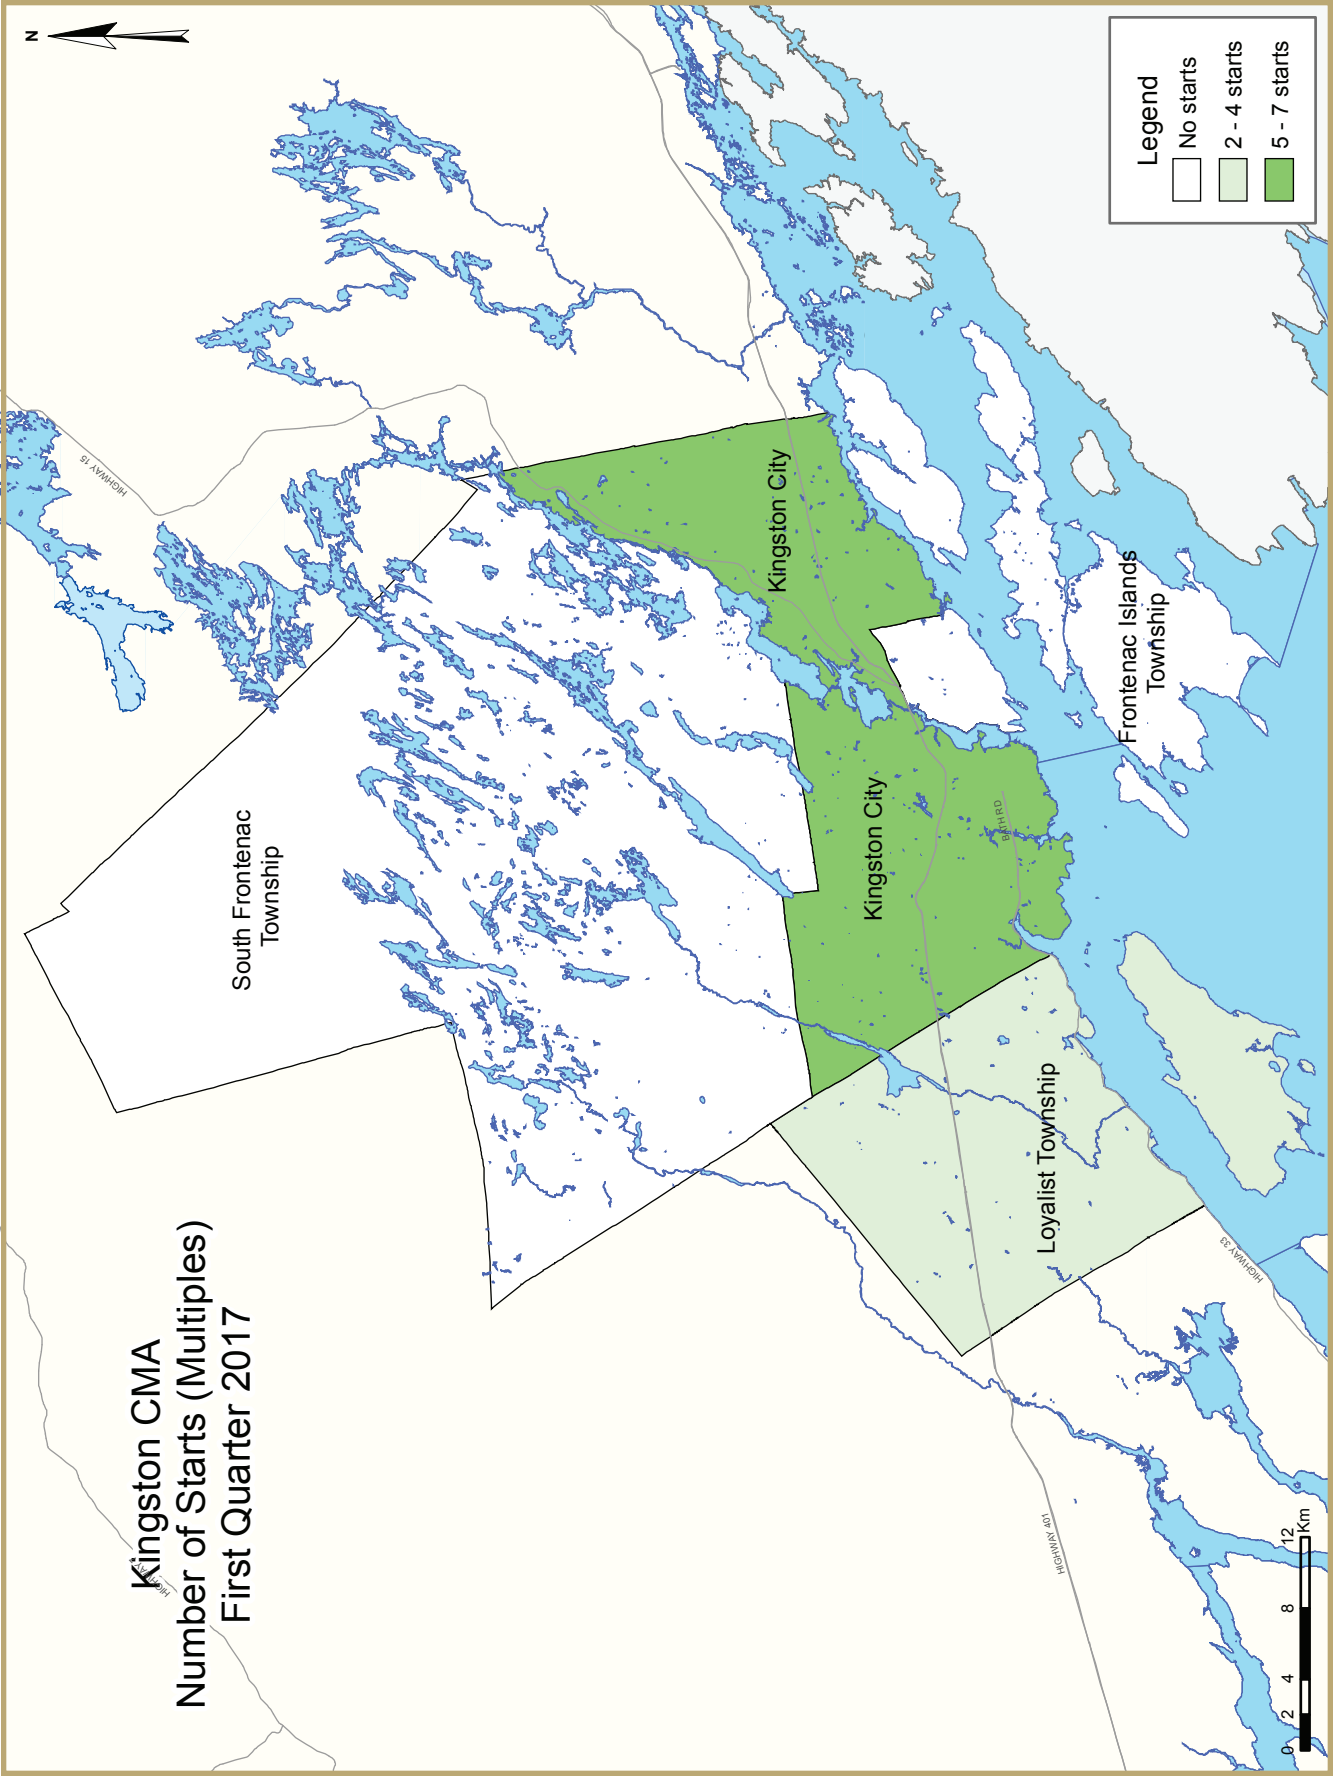 Kingston CMA
Number of Starts (Multiples)
First Quarter 2017
N
HIGHWAY 15
South Frontenac
Township
Kingston City
Kingston City
BATH RD
Frontenac Islands
Township
Loyalist Township
HIGHWAY 33
HIGHWAY 401
HIGHWAY
Legend
No starts
2 - 4 starts
5 - 7 starts
0 2 4 8 12
Km